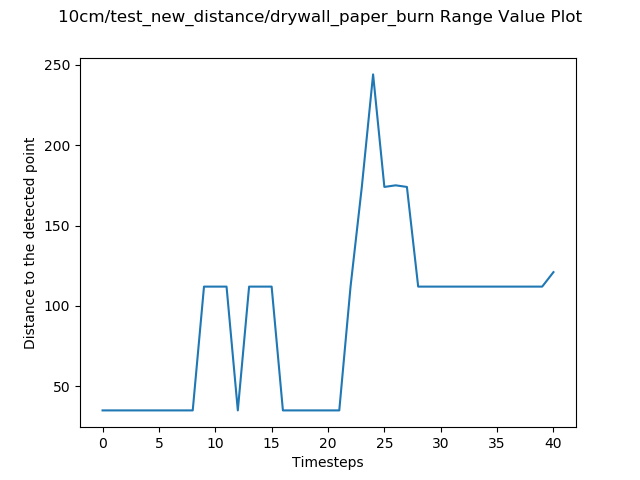 10cm/test_new_distance/drywall_paper_burn Range Value Plot
250
200
150
100
50
Distance to the detected point
0 5 10 15 20 25 30 35 40
Timesteps